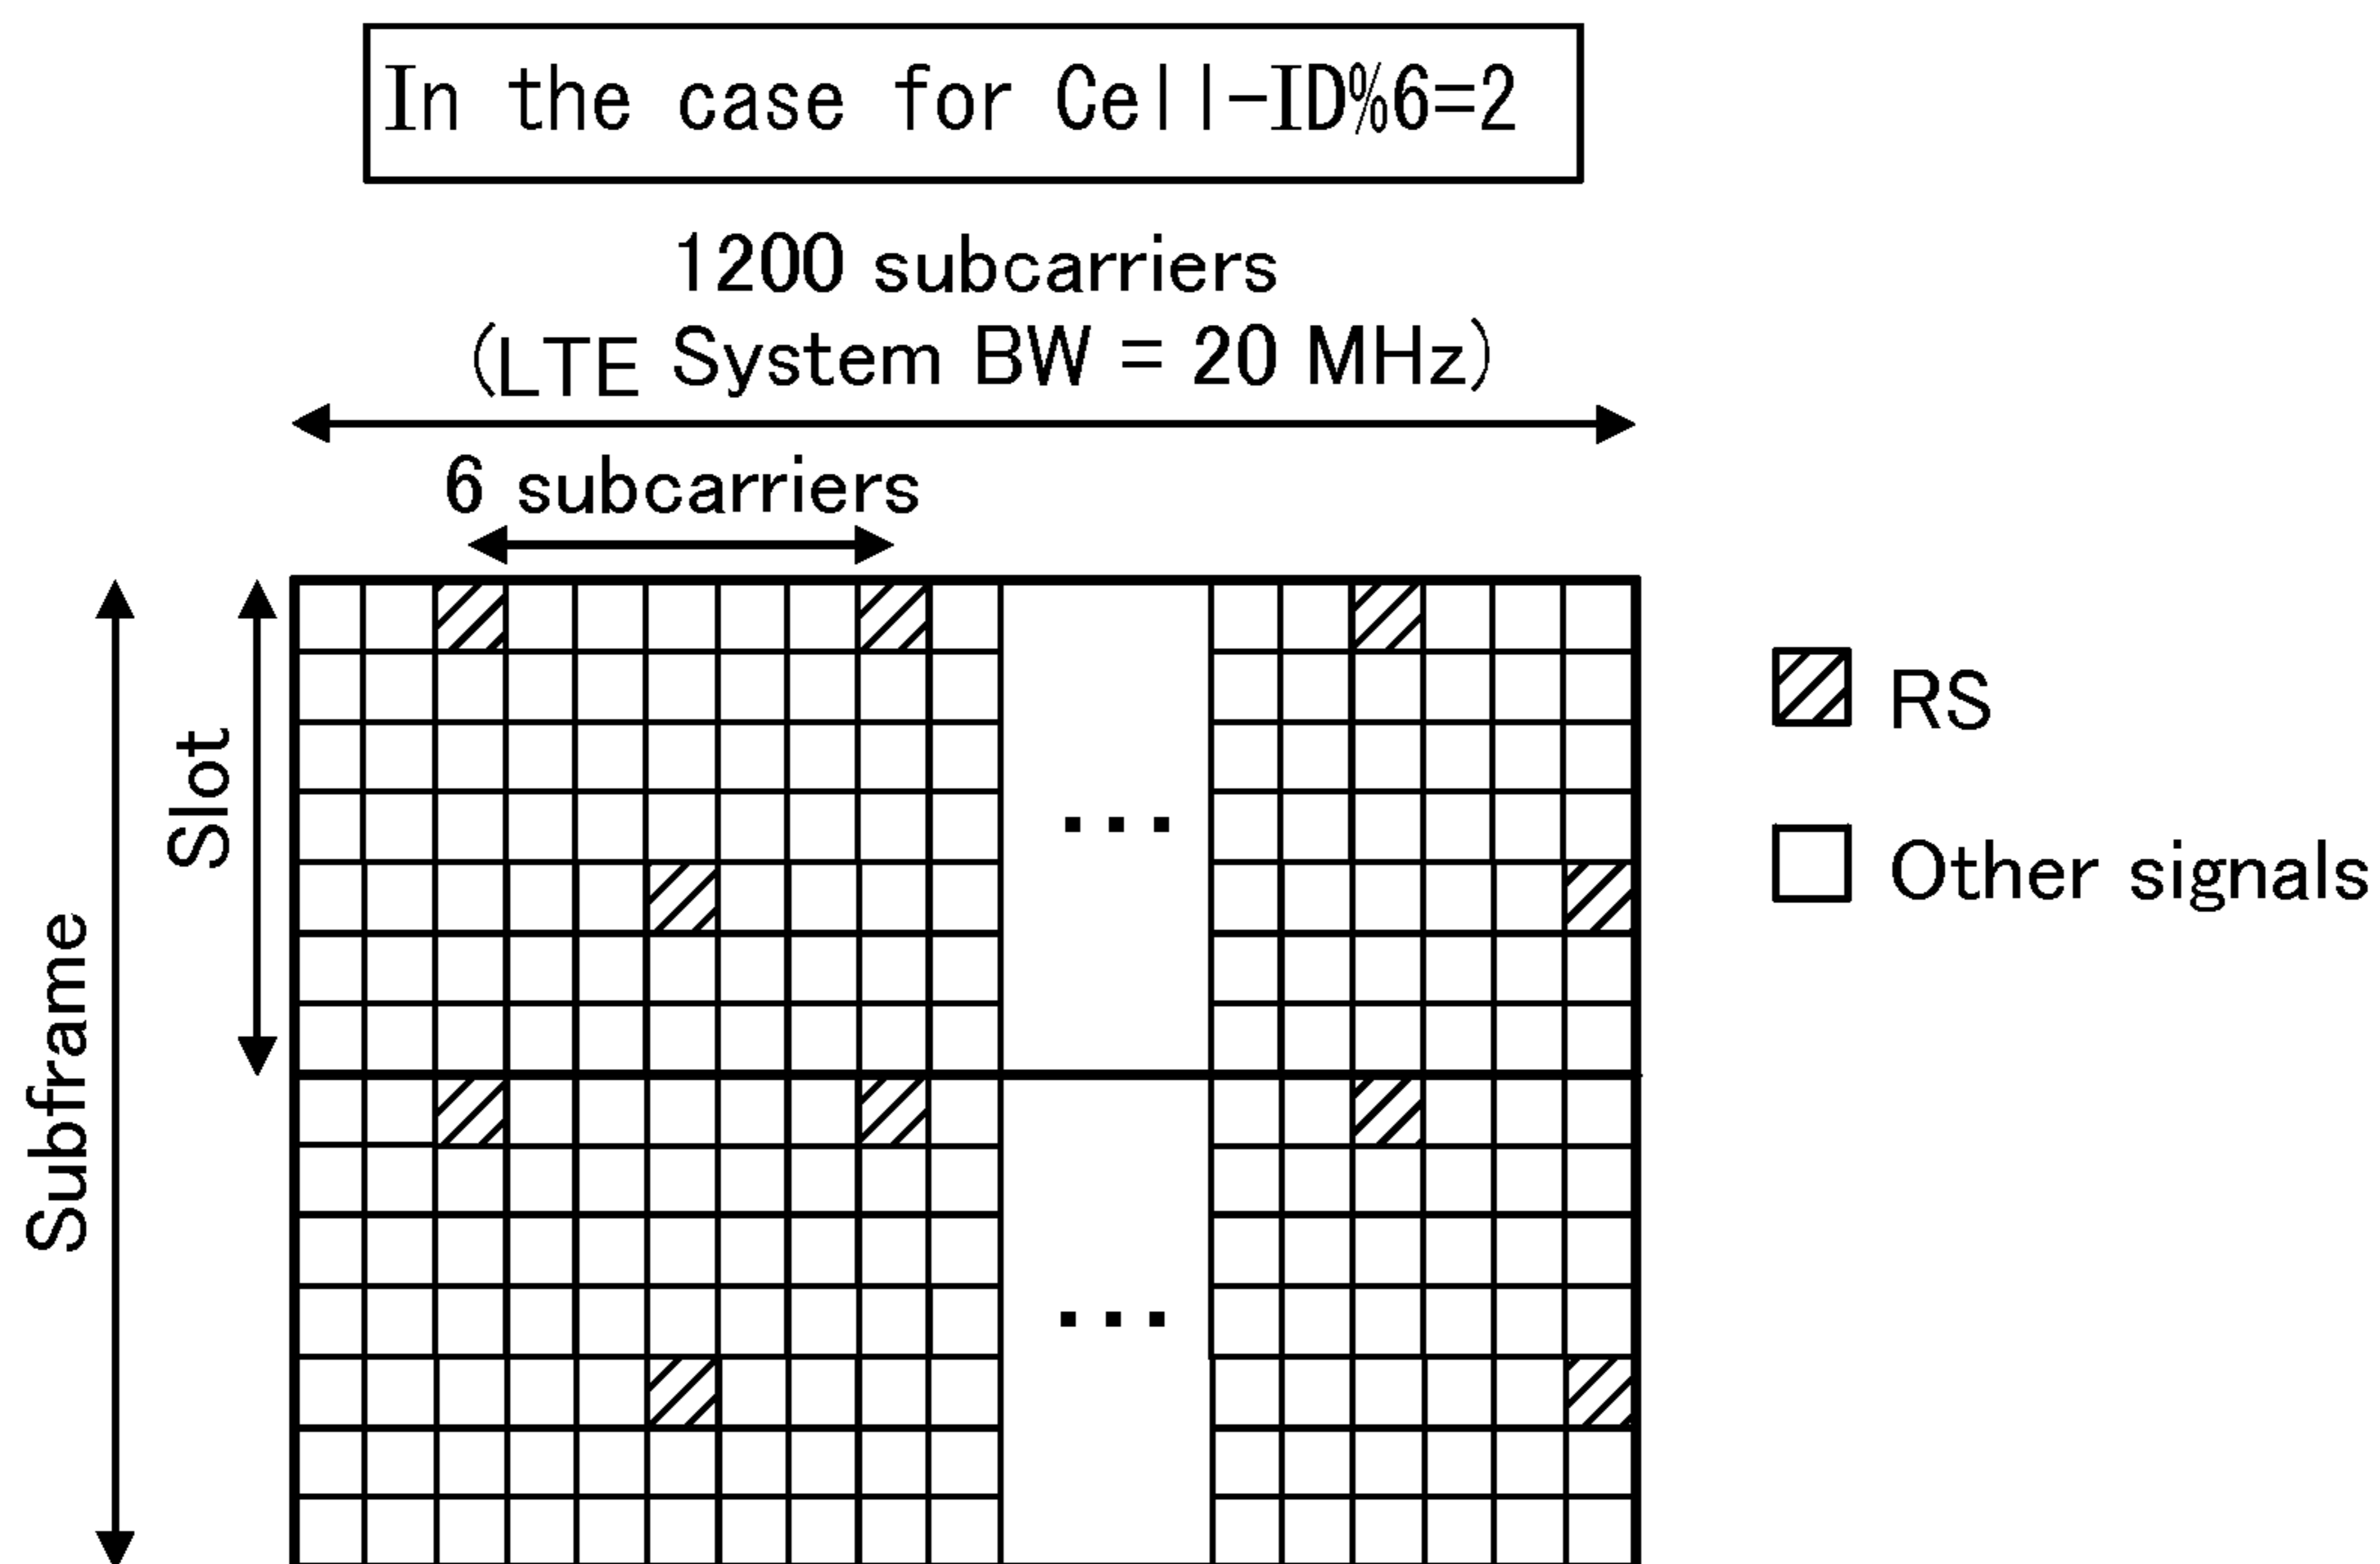 In the case for Cell-ID%6=2
1200 subcarriers
(LTE System BW = 20 MHz)
6 subcarriers
Slot
Subframe
...
...
RS
Other signals